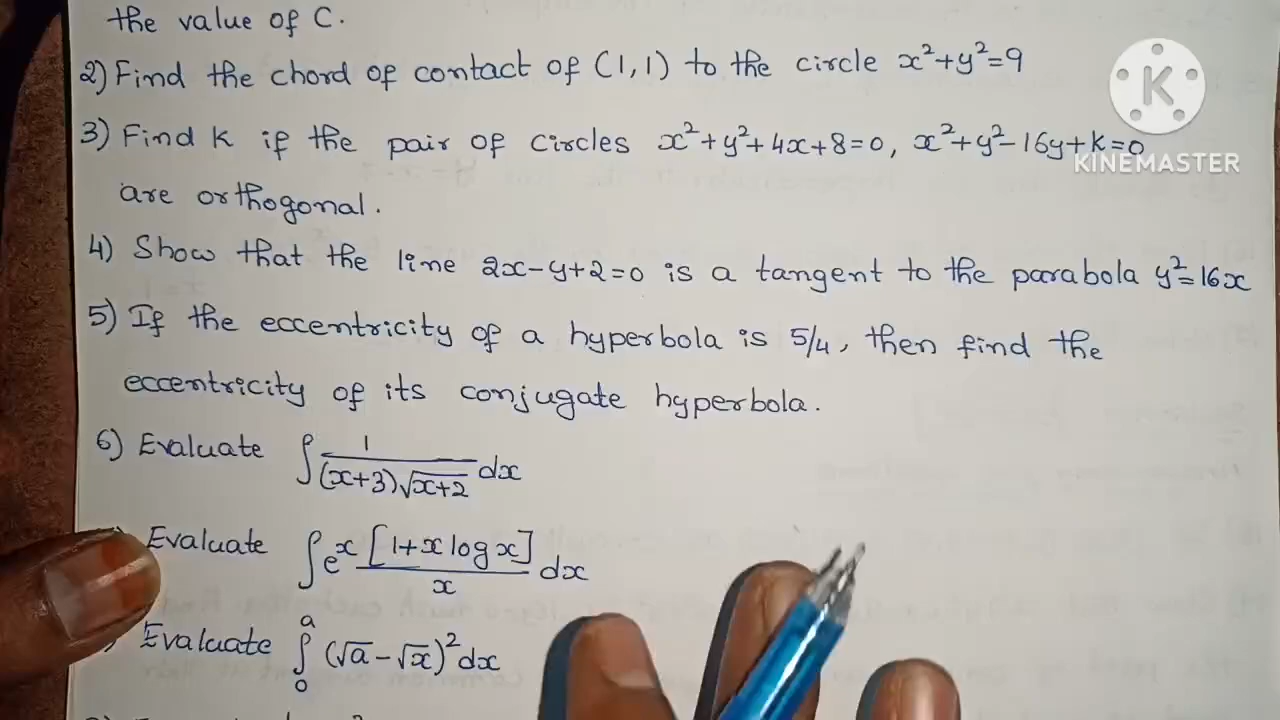 the value of C.
2) Find the chord of contact of (1,1) to the circle x²+y²=9
3) Find k if the pair of circles x²+y²+4x+8=0, x²+y²-16y+k=0
are orthogonal.
4) Show that the line 2x-y+2=0 is a tangent to the parabola y²=16x
5) If the eccentricity of a hyperbola is 5/4, then find the
eccentricity of its conjugate hyperbola.
6) Evaluate ∫ 1/((x+3)√(x+2)) dx
Evaluate ∫ eˣ [1+x log x]/x dx
Evaluate ∫₀ᵃ (√a-√x)² dx
K
KINEMASTER